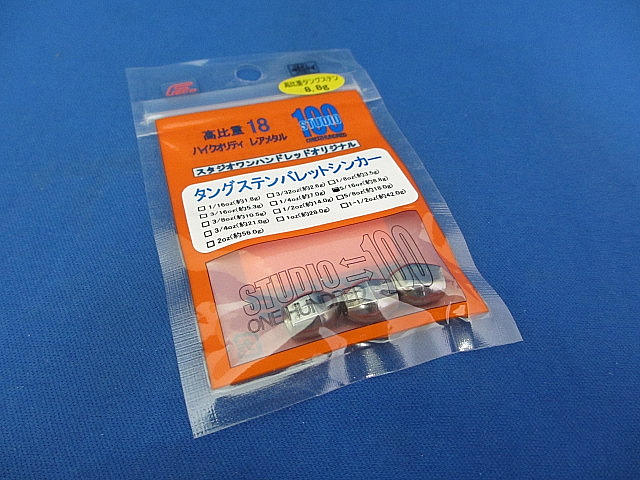 高比重タングステン
8.8g
高比重 18
ハイクオリティ レアメタル
100
STUDIO
ONEHUNDRED
スタジオワンハンドレッドオリジナル
タングステンバレットシンカー
□1/16oz(約1.8g) □3/32oz(約2.6g) □1/8oz(約3.5g)
□3/16oz(約5.3g) □1/4oz(約7.0g) ■5/16oz(約8.8g)
□3/8oz(約10.5g) □1/2oz(約14.0g) □5/8oz(約18.0g)
□3/4oz(約21.0g) □1oz(約28.0g) □1-1/2oz(約42.0g)
□2oz(約56.0g)
STUDIO 100
ONE HUNDRED